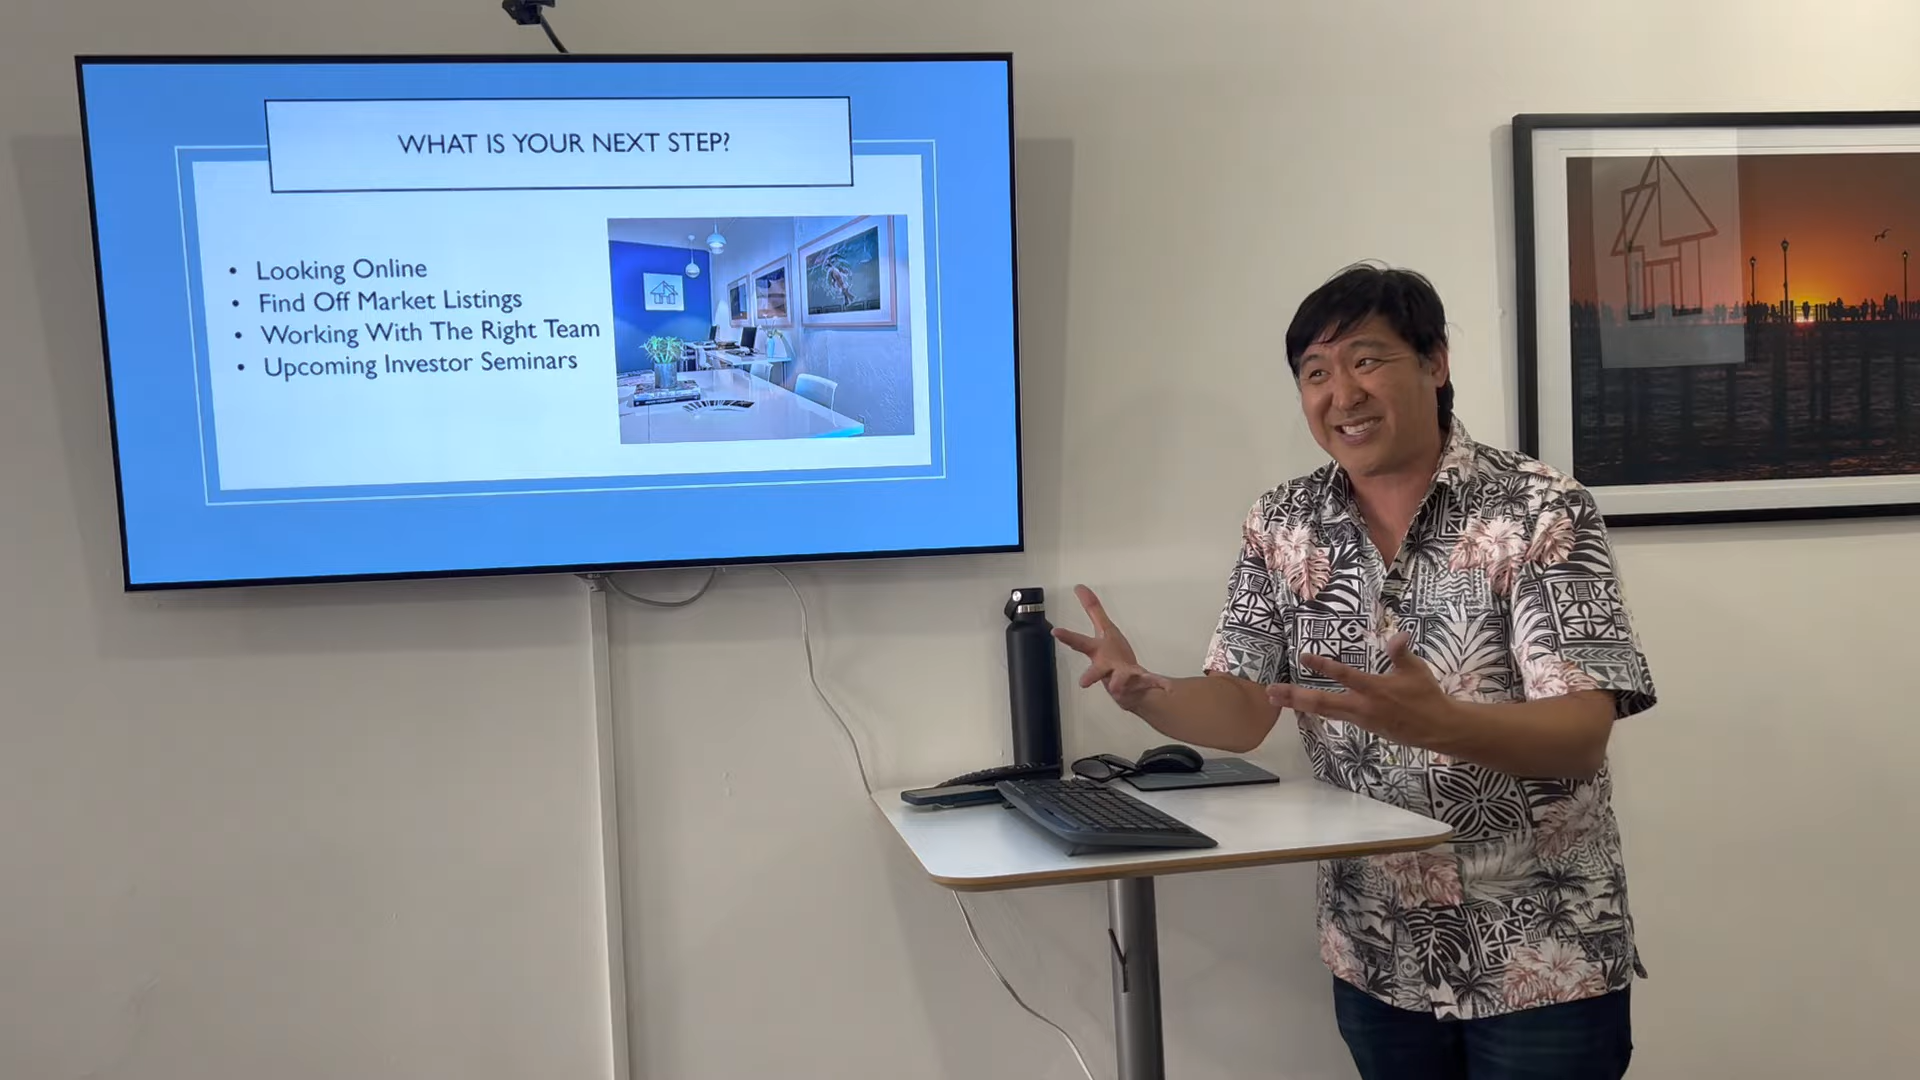 WHAT IS YOUR NEXT STEP?
• Looking Online
• Find Off Market Listings
• Working With The Right Team
• Upcoming Investor Seminars